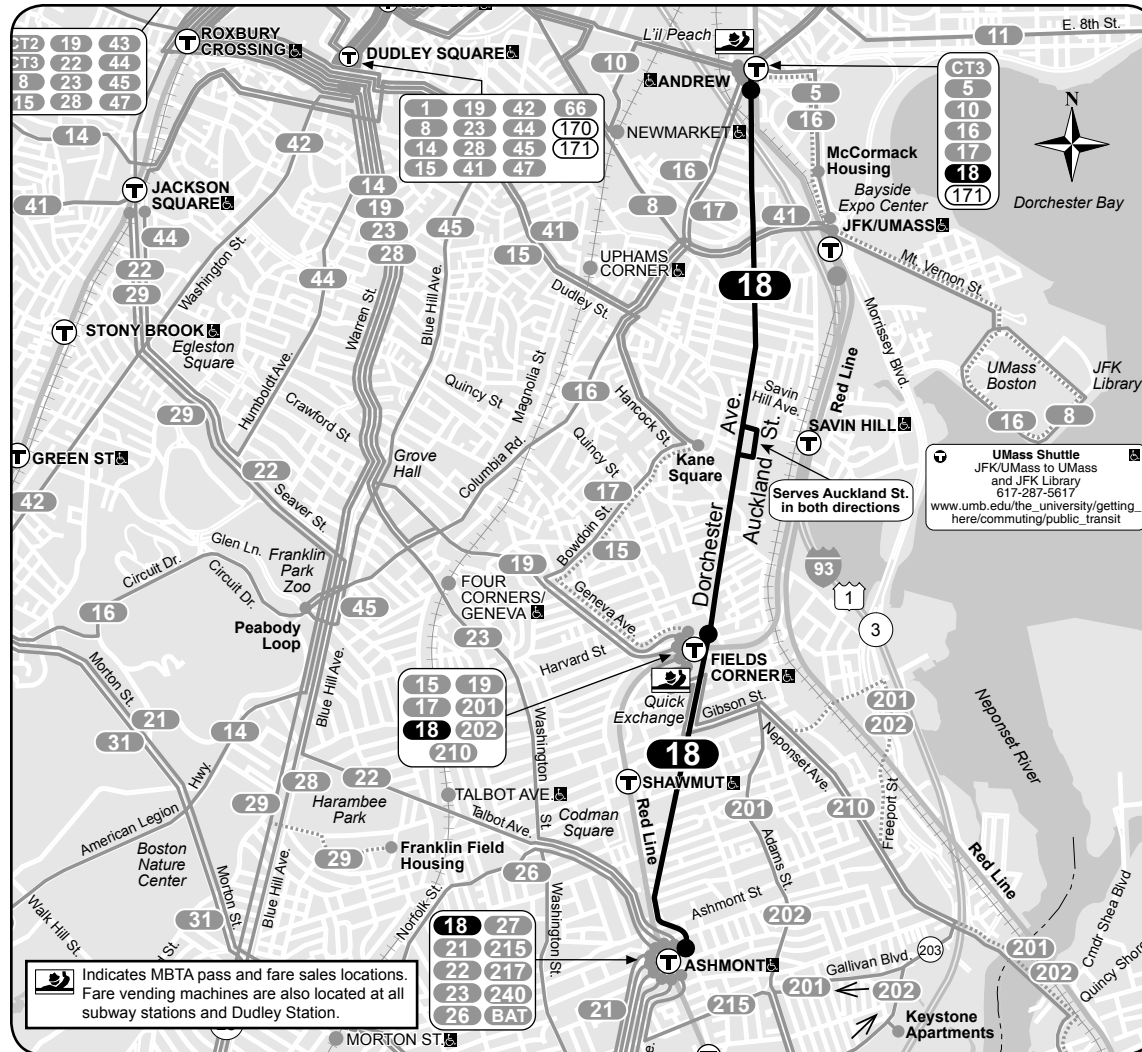 ROXBURY
CROSSING
DUDLEY SQUARE
L'il Peach
11
E. 8th St.
CT2 19 43
CT3 22 44
8 23 45
15 28 47
10
ANDREW
5
16
CT3
5
10
16
17
18
171
N
1 19 42 66
8 23 44 170
14 28 45 171
15 41 47
14
42
NEWMARKET
McCormack
Housing
Bayside
Expo Center
Dorchester Bay
JACKSON
SQUARE
41
44
22
29
14
19
23
28
45
41
15
16
8
17
41
JFK/UMASS
Washington St.
44
Warren St.
Blue Hill Ave.
UPHAMS
CORNER
Dudley St.
18
Mt. Vernon St.
Morrissey Blvd.
STONY BROOK
Egleston
Square
Humboldt Ave.
Crawford St
Quincy St
Magnolia St
16
Hancock St.
Savin
Hill Ave.
Red Line
UMass
Boston
JFK
Library
16
8
29
GREEN ST
42
22
Seaver St.
Grove
Hall
Columbia Rd.
Quincy St
Kane
Square
Dorchester Ave.
Auckland St.
SAVIN HILL
Serves Auckland St.
in both directions
UMass Shuttle
JFK/UMass to UMass
and JFK Library
617-287-5617
www.umb.edu/the_university/getting_
here/commuting/public_transit
17
Bowdoin St.
15
Glen Ln.
Franklin
Park
Zoo
Circuit Dr.
Circuit Dr.
16
Peabody
Loop
45
19
FOUR
CORNERS/
GENEVA
Geneva Ave.
23
Harvard St
93
1
3
FIELDS
CORNER
Quick
Exchange
Gibson St.
15 19
17 201
18 202
210
Morton St.
21
31
14
Blue Hill Ave.
Washington St.
201
202
Neponset River
18
SHAWMUT
Neponset Ave.
210
Freeport St
28
22
29
Harambee
Park
TALBOT AVE.
Talbot Ave.
Codman
Square
Red Line
201
Adams St.
Red Line
American Legion Hwy.
Boston
Nature
Center
29
Franklin Field
Housing
26
Ashmont St
202
Walk Hill St.
31
Morton St.
Blue Hill Ave.
Norfolk St.
Washington St.
18 27
21 215
22 217
23 240
26 BAT
ASHMONT
Gallivan Blvd.
203
201
202
Cmdr Shea Blvd
Quincy Shore
21
215
201
202
Keystone
Apartments
Indicates MBTA pass and fare sales locations.
Fare vending machines are also located at all
subway stations and Dudley Station.
MORTON ST.